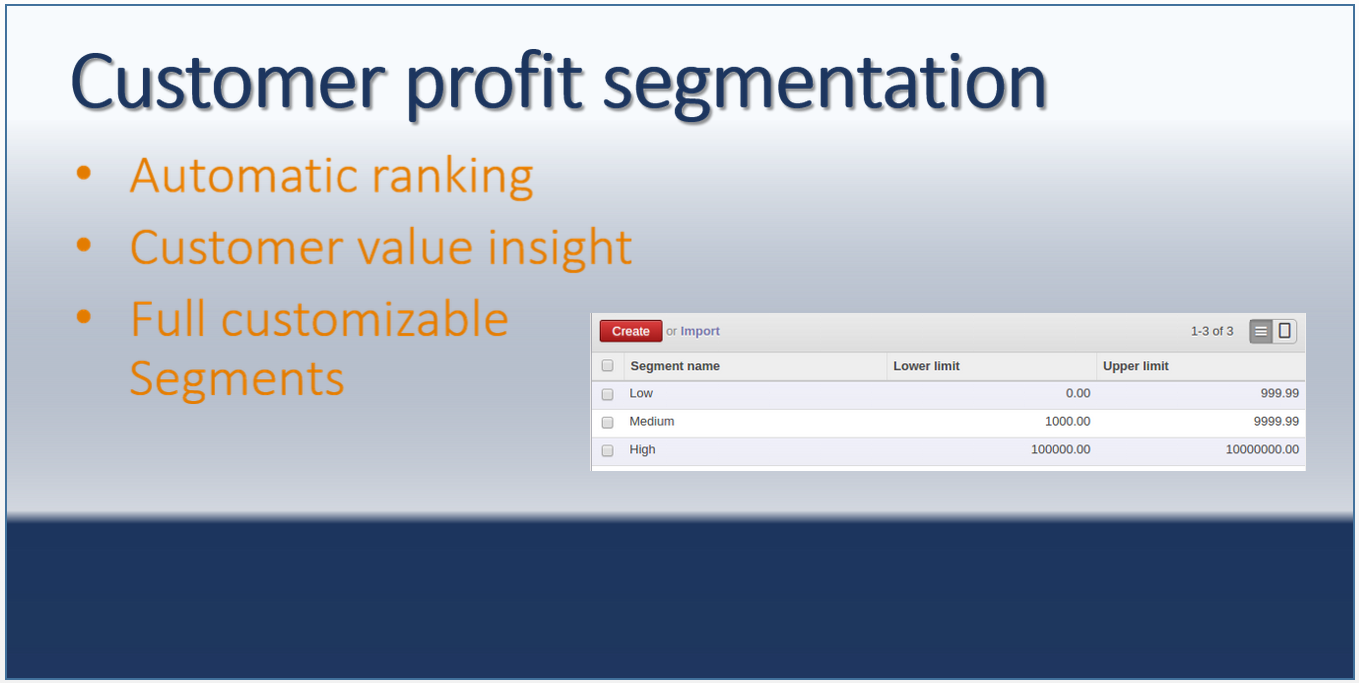 Customer profit segmentation
• Automatic ranking
• Customer value insight
• Full customizable
Segments
Create or Import 1-3 of 3
Segment name Lower limit Upper limit
Low 0.00 999.99
Medium 1000.00 9999.99
High 100000.00 10000000.00